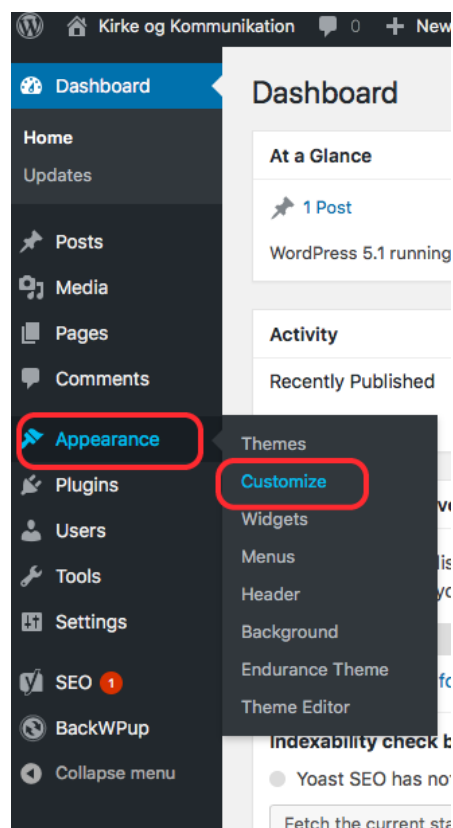 Kirke og Kommunikation 0 + New
Dashboard
Home
Updates
Posts
Media
Pages
Comments
Appearance
Plugins
Users
Tools
Settings
SEO 1
BackWPup
Collapse menu
Themes
Customize
Widgets
Menus
Header
Background
Endurance Theme
Theme Editor
Dashboard
At a Glance
1 Post
WordPress 5.1 running
Activity
Recently Published
Indexability check
Yoast SEO has not
Fetch the current